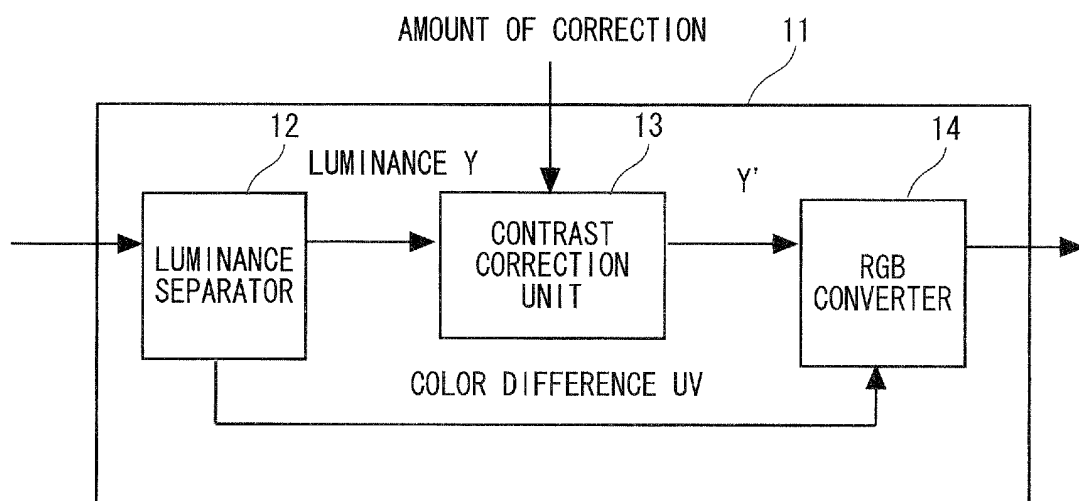 AMOUNT OF CORRECTION
11
12
LUMINANCE Y
13
Y'
14
LUMINANCE
SEPARATOR
CONTRAST
CORRECTION
UNIT
RGB
CONVERTER
COLOR DIFFERENCE UV